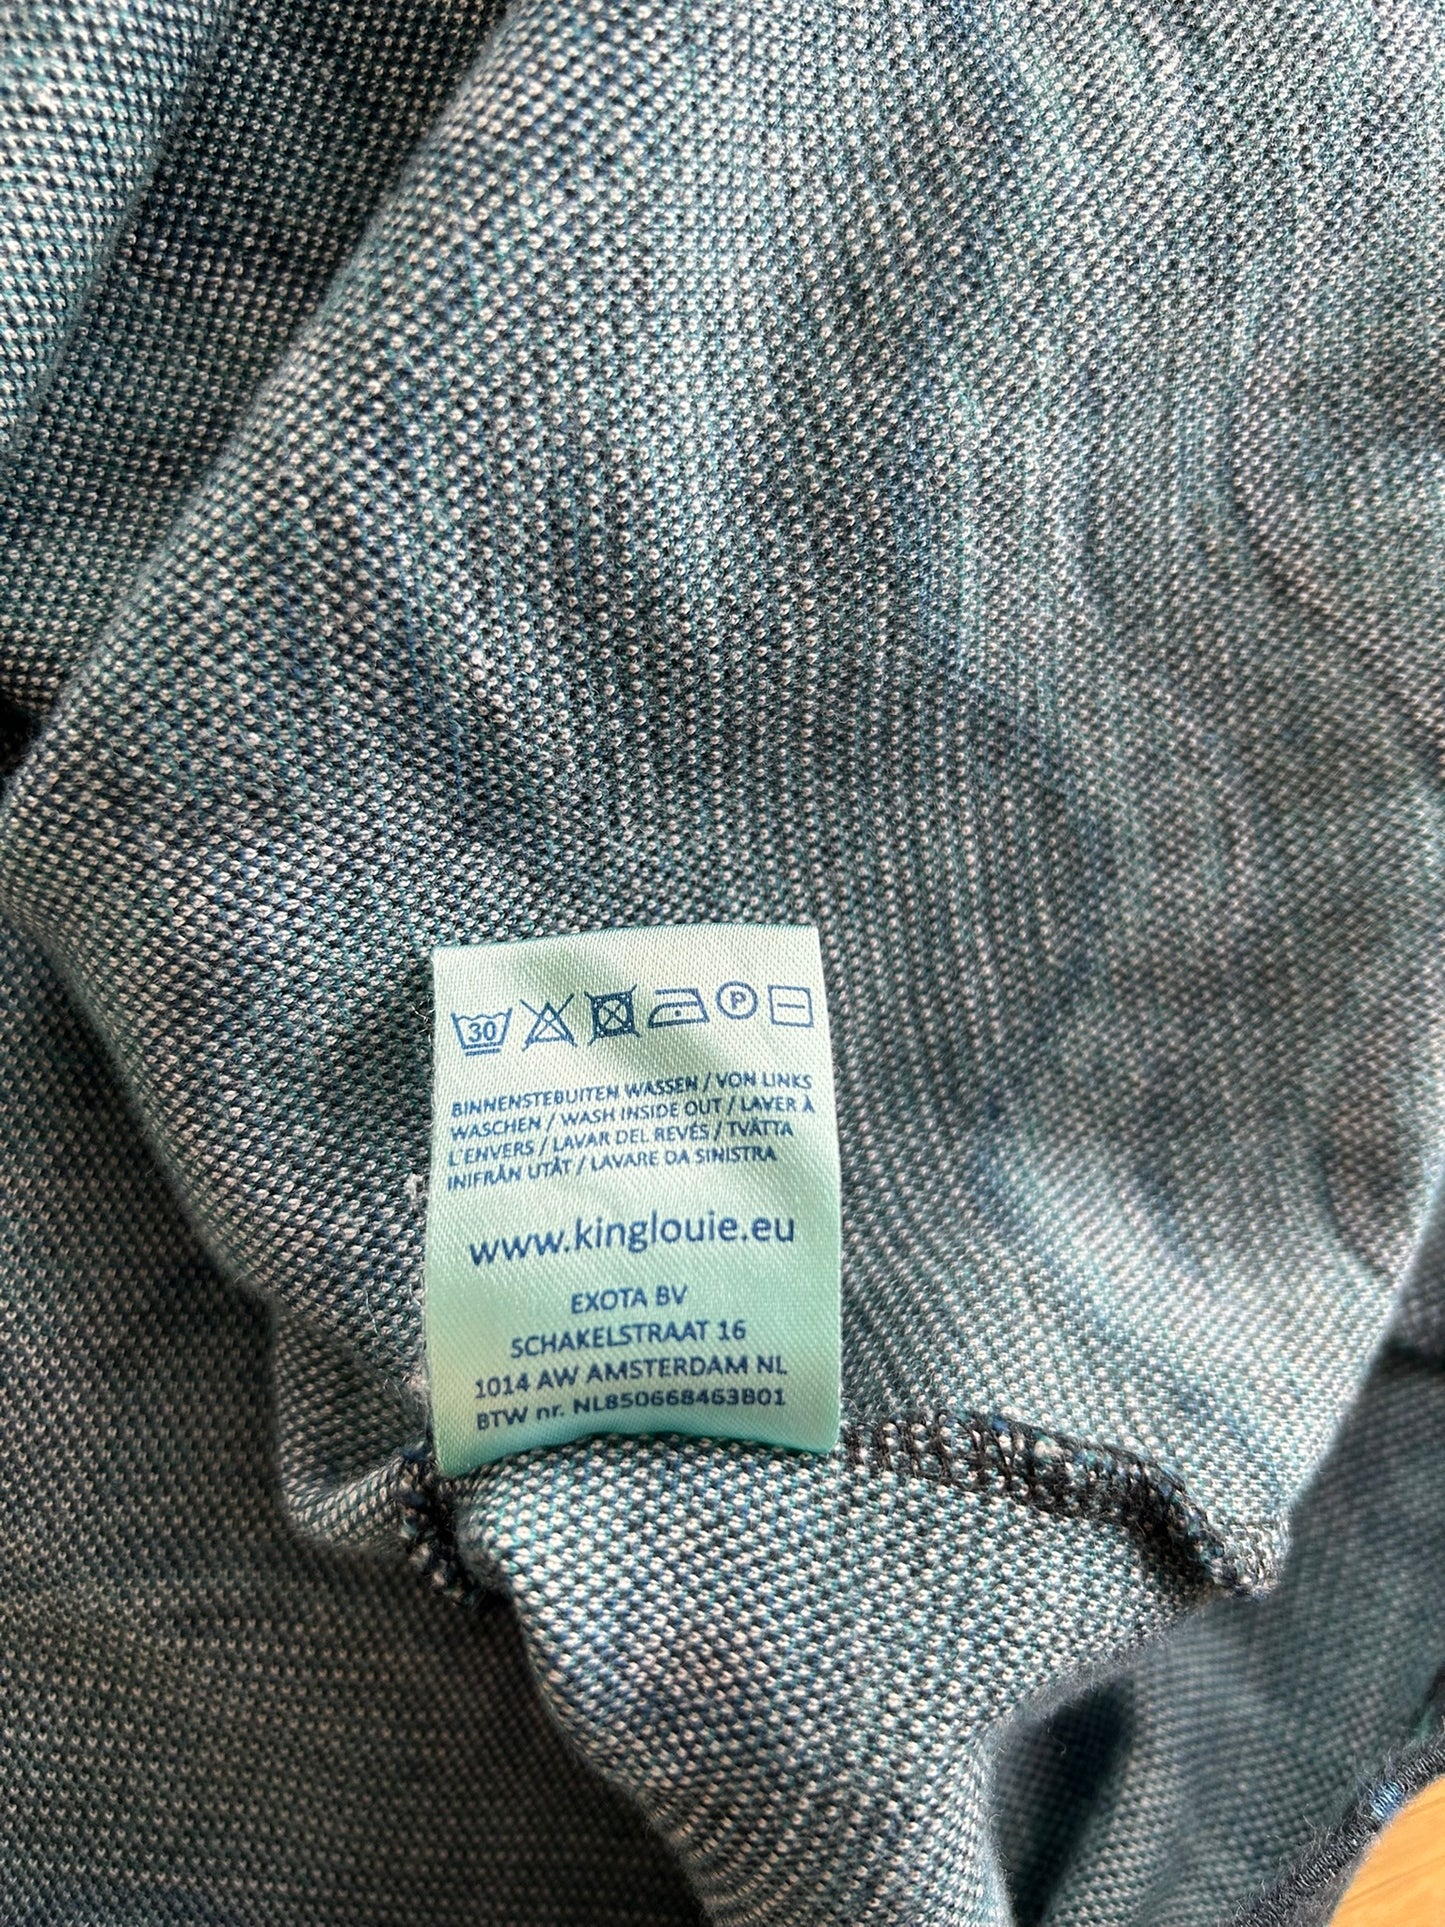 30 P
BINNENSTEBUITEN WASSEN / VON LINKS
WASCHEN / WASH INSIDE OUT / LAVER À
L'ENVERS / LAVAR DEL REVÉS / TVÄTTA
INIFRÅN UTÅT / LAVARE DA SINISTRA
www.kinglouie.eu
EXOTA BV
SCHAKELSTRAAT 16
1014 AW AMSTERDAM NL
BTW nr. NL850668463B01